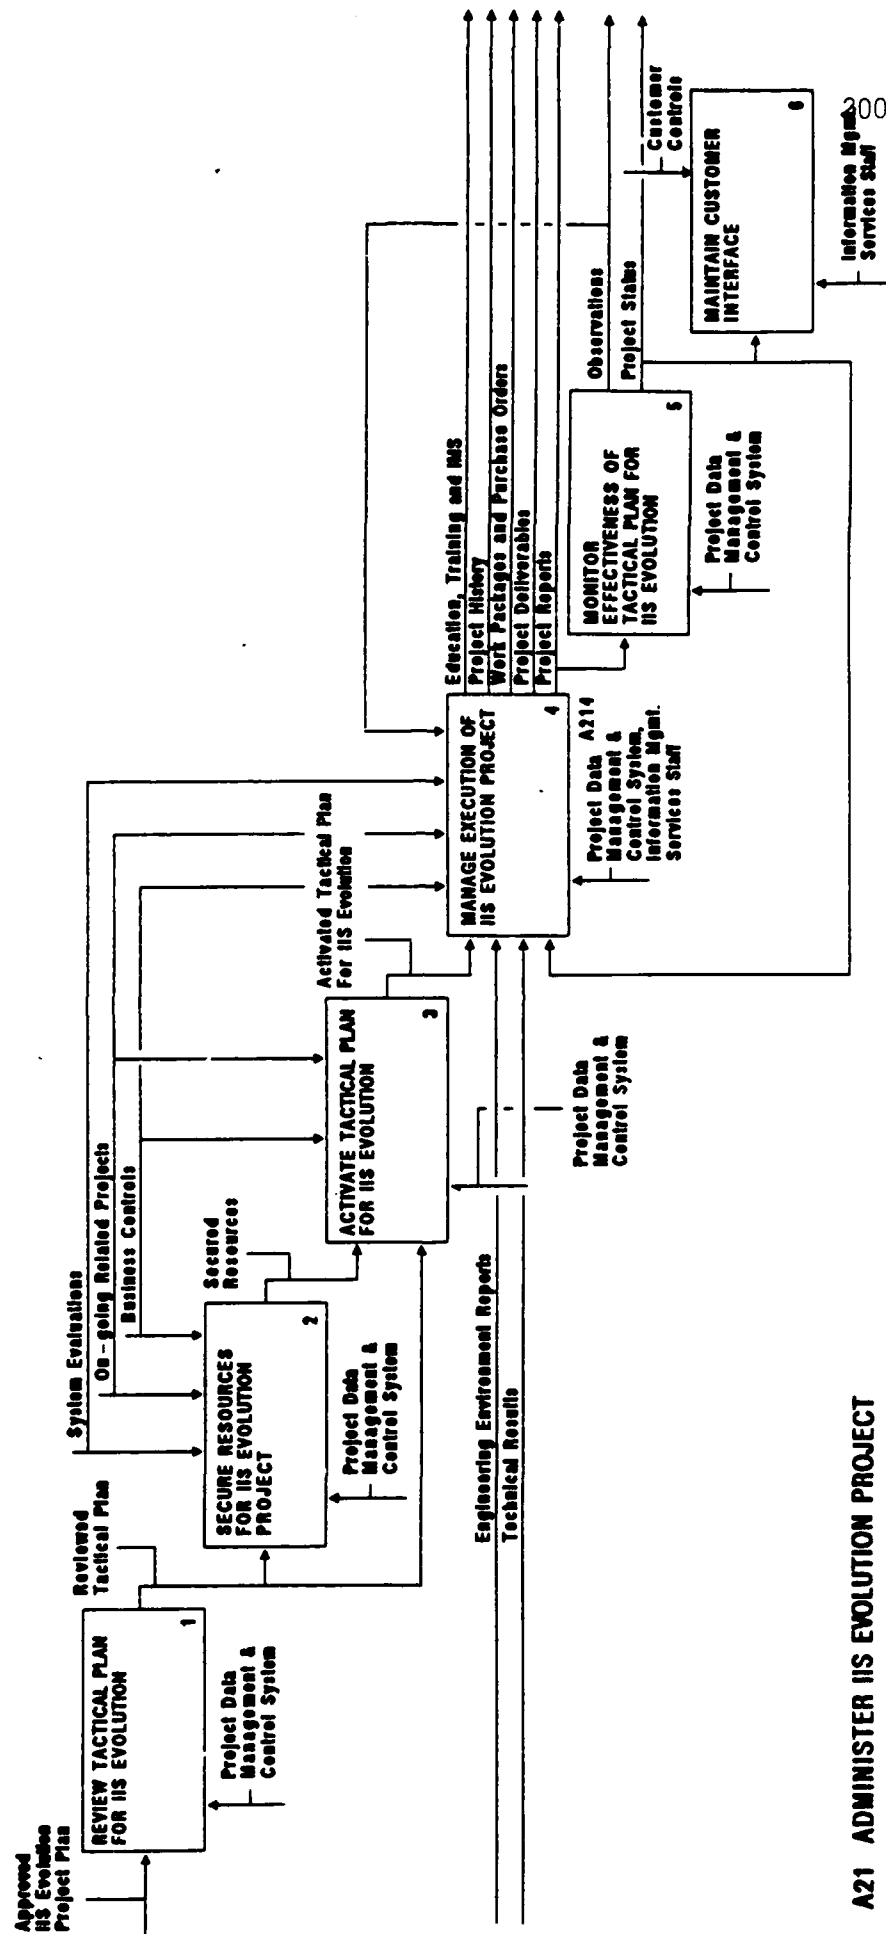 Approved
IIS Evolution
Project Plan
REVIEW TACTICAL PLAN
FOR IIS EVOLUTION
1
Project Data
Management &
Control System
Reviewed
Tactical Plan
System Evaluations
On-going Related Projects
Business Controls
SECURE RESOURCES
FOR IIS EVOLUTION
PROJECT
2
Project Data
Management &
Control System
Secured
Resources
ACTIVATE TACTICAL PLAN
FOR IIS EVOLUTION
3
Project Data
Management &
Control System
Activated Tactical Plan
For IIS Evolution
Engineering Environment Reports
Technical Results
MANAGE EXECUTION OF
IIS EVOLUTION PROJECT
4
A214
Project Data
Management &
Control System,
Information Mgmt.
Services Staff
Education, Training and IMS
Project History
Work Packages and Purchase Orders
Project Deliverables
Project Reports
MONITOR
EFFECTIVENESS OF
TACTICAL PLAN FOR
IIS EVOLUTION
5
Project Data
Management &
Control System
Observations
Project Status
Customer
Controls
MAINTAIN CUSTOMER
INTERFACE
6
Information Mgmt.
Services Staff
200
A21 ADMINISTER IIS EVOLUTION PROJECT